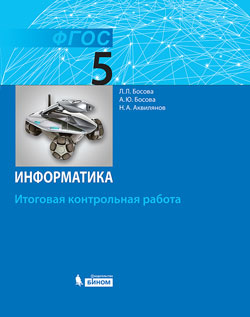 ФГОС
5
Л.Л. Босова
А.Ю. Босова
Н.А. Аквилянов
ИНФОРМАТИКА
Итоговая контрольная работа
Издательство
БИНОМ